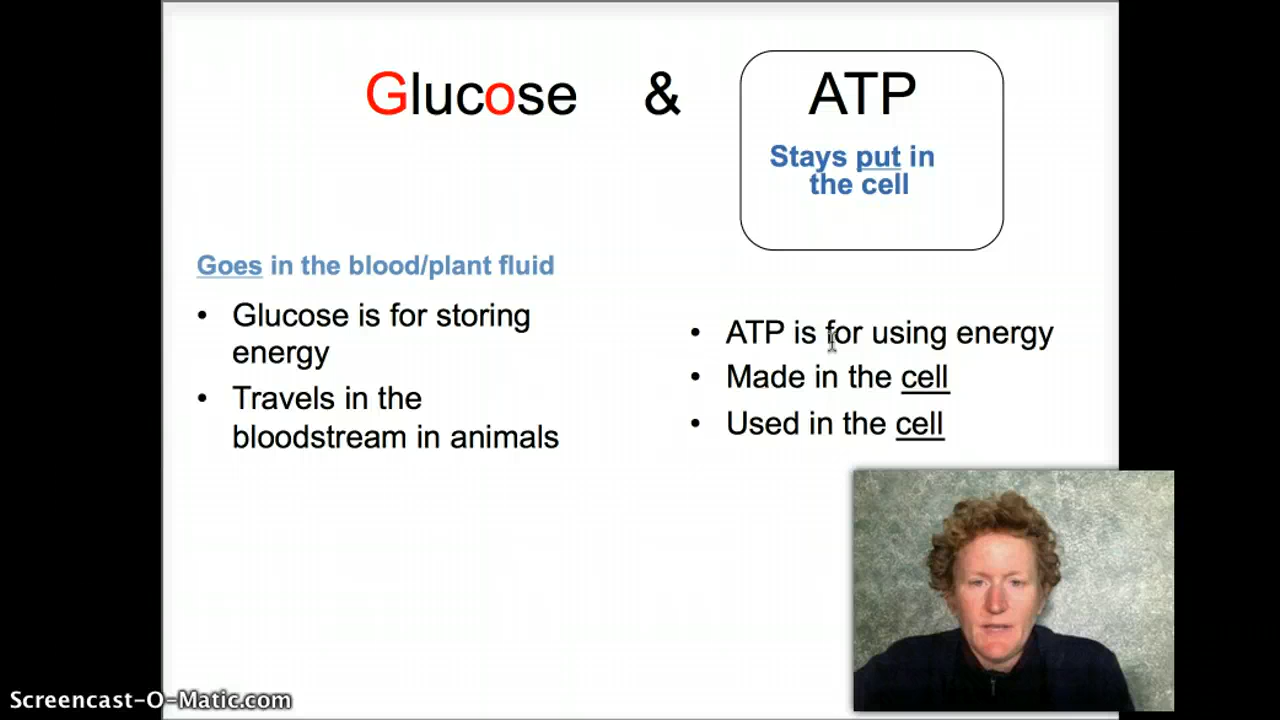 Glucose & ATP
Stays put in
the cell
Goes in the blood/plant fluid
• Glucose is for storing
energy
• Travels in the
bloodstream in animals
• ATP is for using energy
• Made in the cell
• Used in the cell
Screencast-O-Matic.com